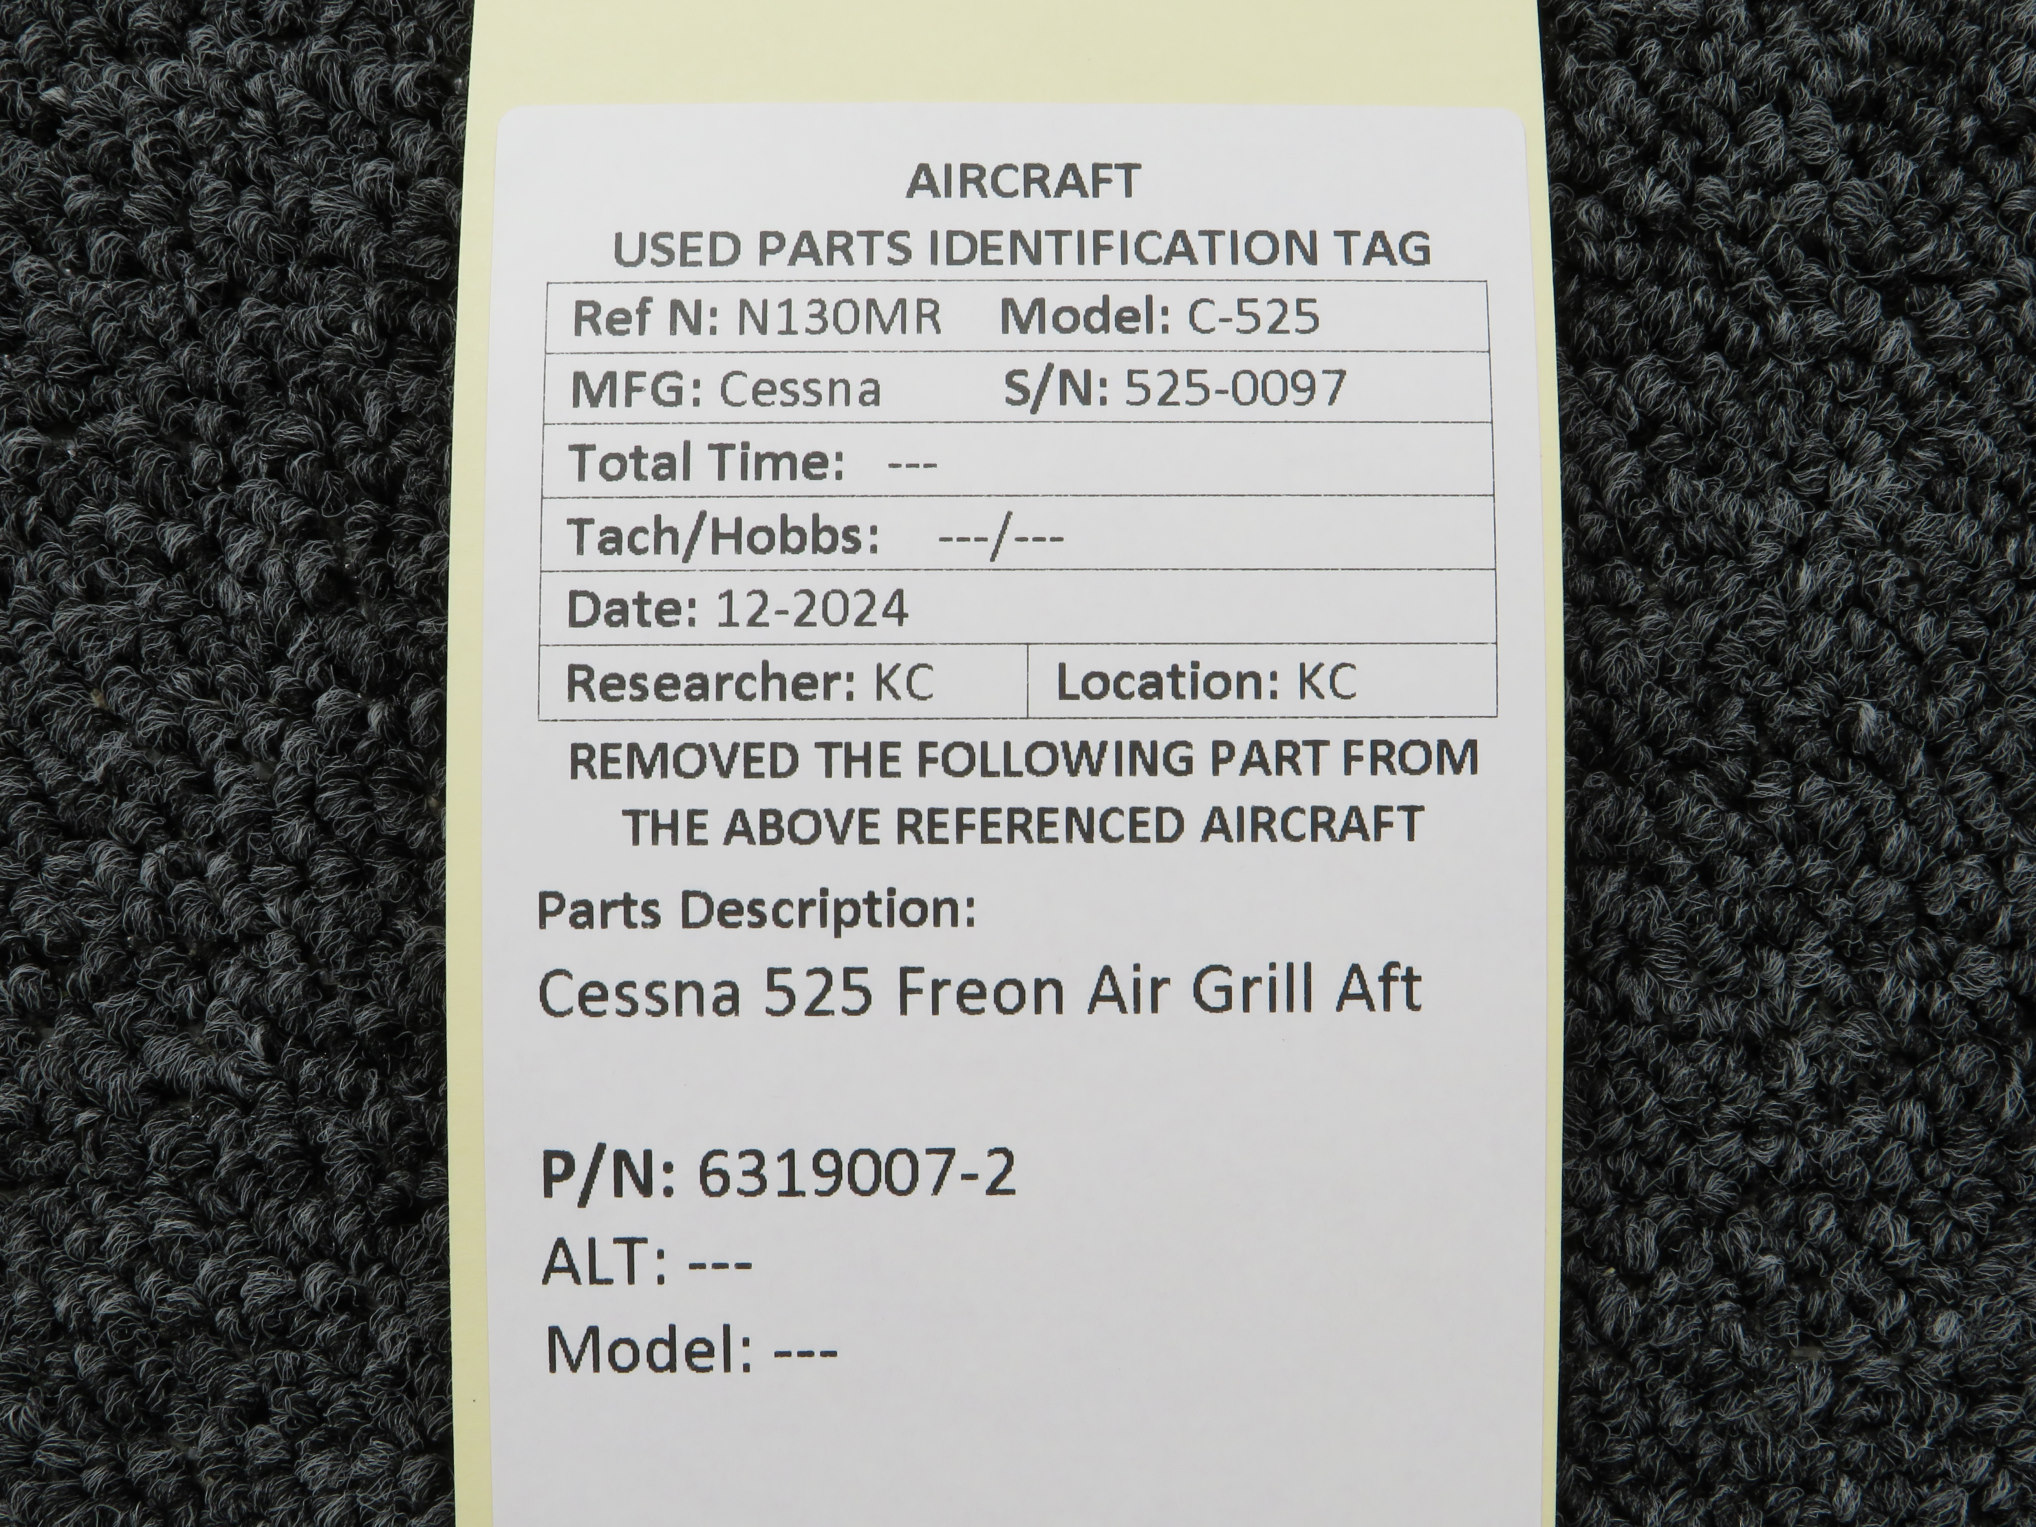 AIRCRAFT
USED PARTS IDENTIFICATION TAG
Ref N: N130MR Model: C-525
MFG: Cessna S/N: 525-0097
Total Time: ---
Tach/Hobbs: ---/---
Date: 12-2024
Researcher: KC Location: KC
REMOVED THE FOLLOWING PART FROM
THE ABOVE REFERENCED AIRCRAFT
Parts Description:
Cessna 525 Freon Air Grill Aft
P/N: 6319007-2
ALT: ---
Model: ---